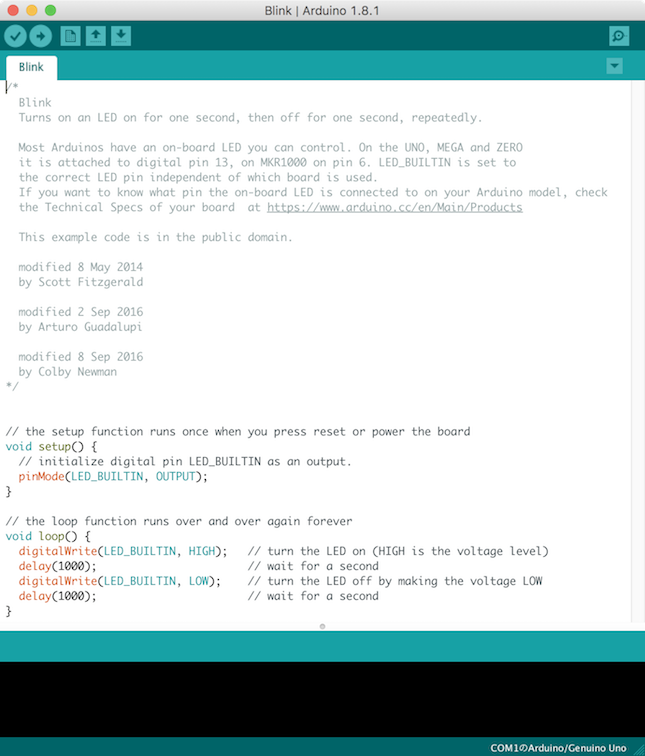 Blink | Arduino 1.8.1
Blink
/*
Blink
Turns on an LED on for one second, then off for one second, repeatedly.
Most Arduinos have an on-board LED you can control. On the UNO, MEGA and ZERO
it is attached to digital pin 13, on MKR1000 on pin 6. LED_BUILTIN is set to
the correct LED pin independent of which board is used.
If you want to know what pin the on-board LED is connected to on your Arduino model, check
the Technical Specs of your board  at https://www.arduino.cc/en/Main/Products
This example code is in the public domain.
modified 8 May 2014
by Scott Fitzgerald
modified 2 Sep 2016
by Arturo Guadalupi
modified 8 Sep 2016
by Colby Newman
*/
// the setup function runs once when you press reset or power the board
void setup() {
  // initialize digital pin LED_BUILTIN as an output.
  pinMode(LED_BUILTIN, OUTPUT);
}
// the loop function runs over and over again forever
void loop() {
  digitalWrite(LED_BUILTIN, HIGH);   // turn the LED on (HIGH is the voltage level)
  delay(1000);                       // wait for a second
  digitalWrite(LED_BUILTIN, LOW);    // turn the LED off by making the voltage LOW
  delay(1000);                       // wait for a second
}
COM1のArduino/Genuino Uno